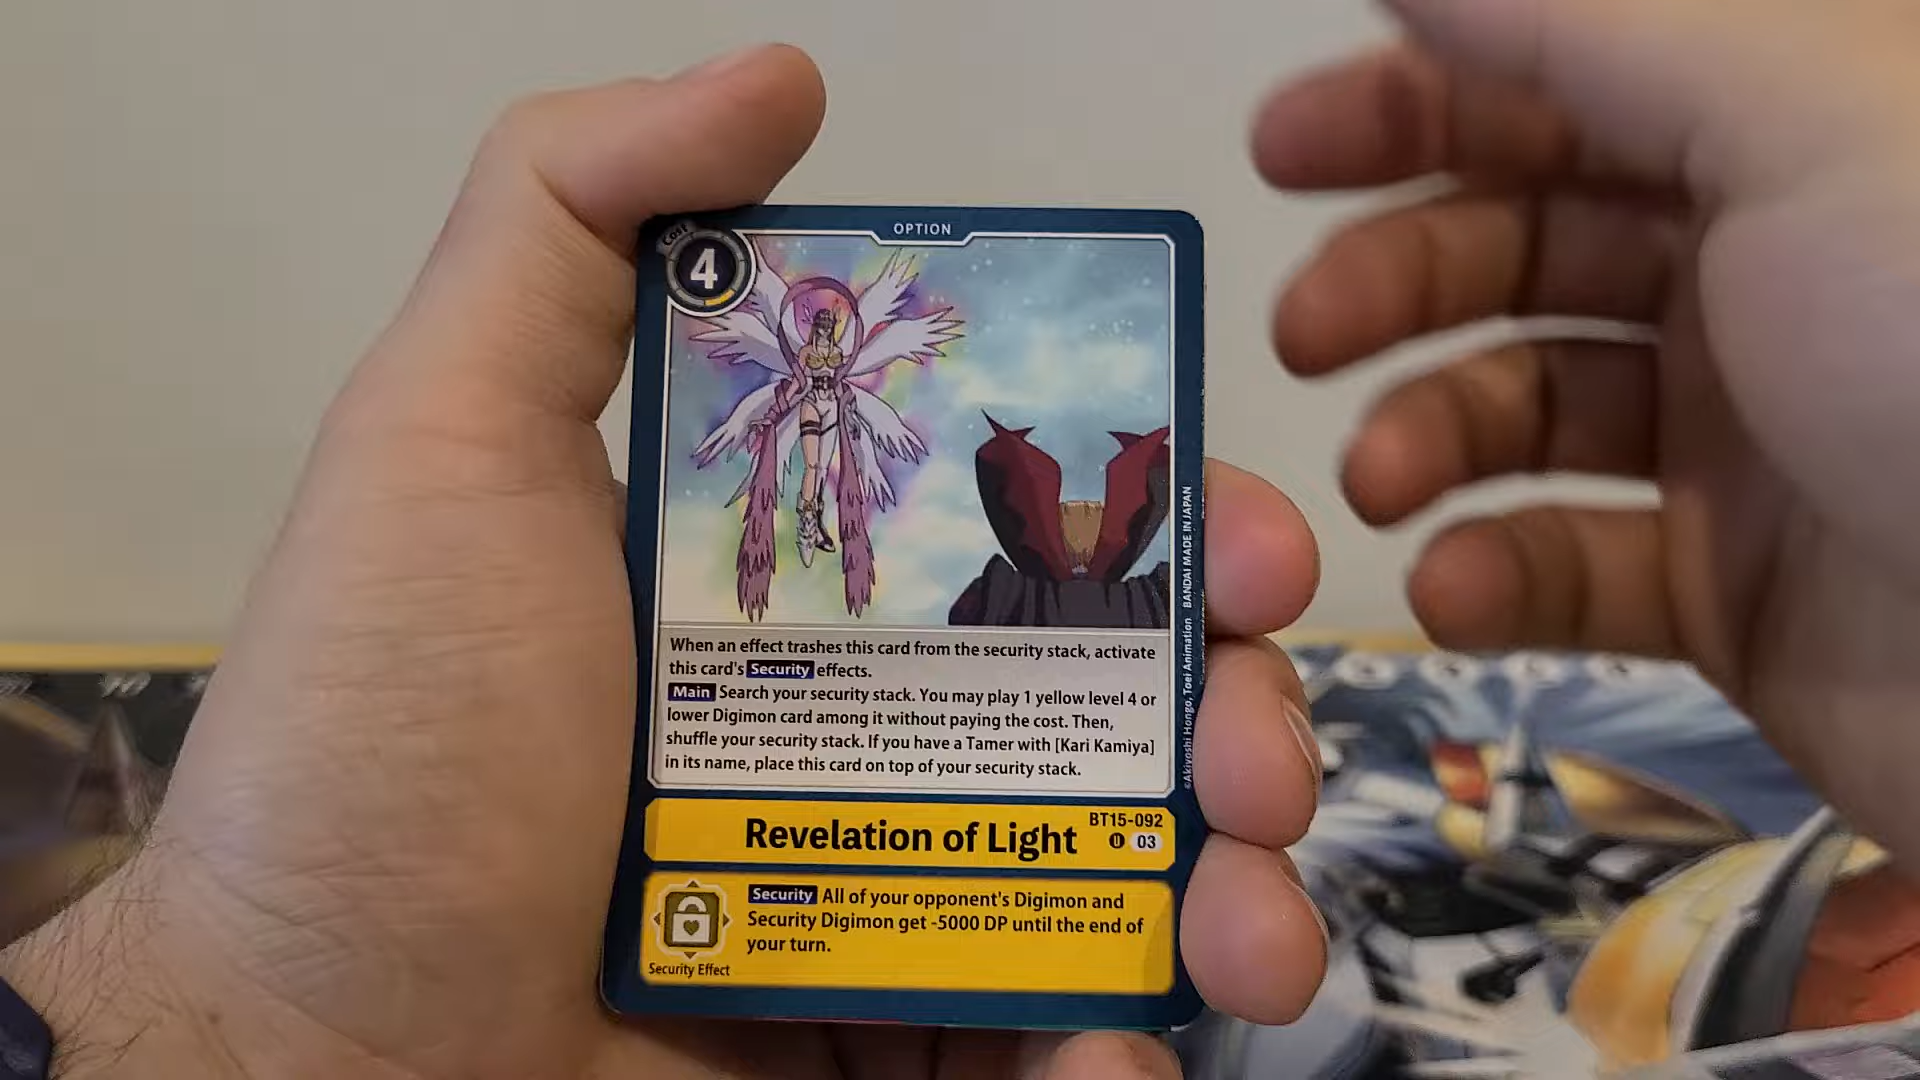 OPTION
Cost
4
When an effect trashes this card from the security stack, activate
this card's Security effects.
Main Search your security stack. You may play 1 yellow level 4 or
lower Digimon card among it without paying the cost. Then,
shuffle your security stack. If you have a Tamer with [Kari Kamiya]
in its name, place this card on top of your security stack.
©Akiyoshi Hongo, Toei Animation BANDAI MADE IN JAPAN
BT15-092
Revelation of Light
U 03
Security All of your opponent's Digimon and
Security Digimon get -5000 DP until the end of
your turn.
Security Effect